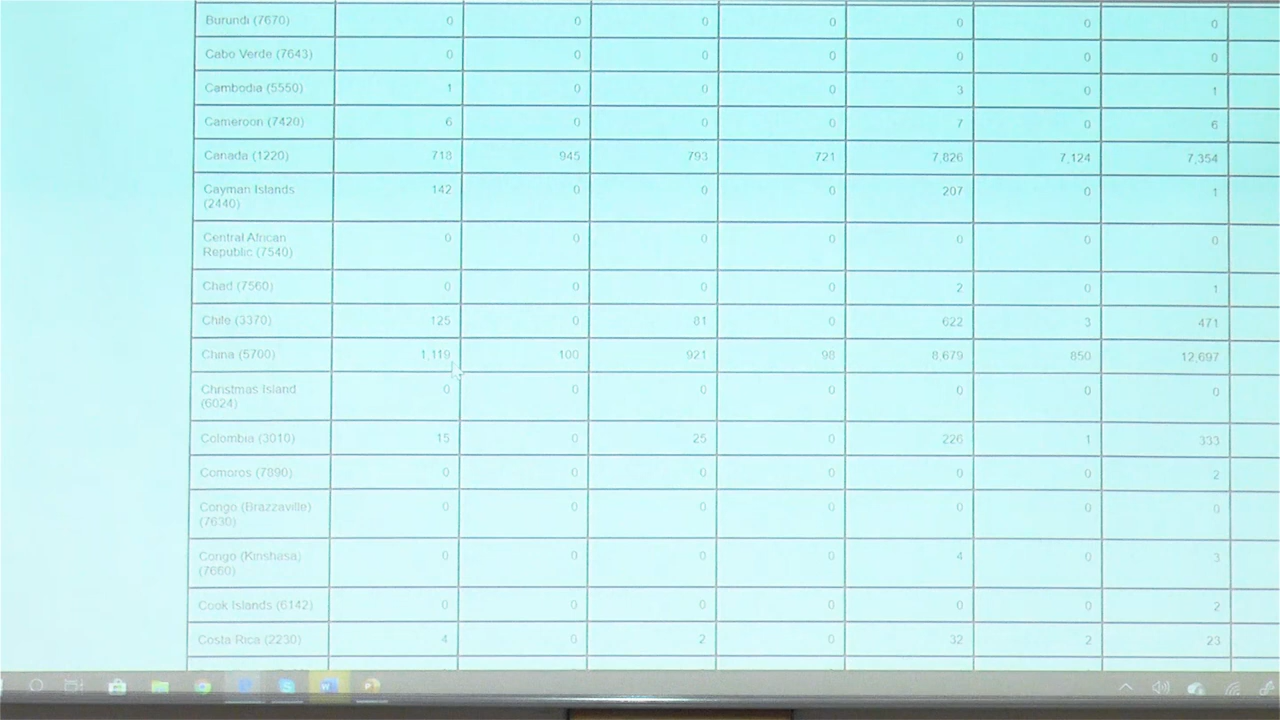 Burundi (7670) 0 0 0 0 0 0 0
Cabo Verde (7643) 0 0 0 0 0 0 0
Cambodia (5550) 1 0 0 0 3 0 1
Cameroon (7420) 6 0 0 0 7 0 6
Canada (1220) 718 945 793 721 7,826 7,124 7,354
Cayman Islands 142 0 0 0 207 0 1
(2440)
Central African 0 0 0 0 0 0 0
Republic (7540)
Chad (7560) 0 0 0 0 2 0 1
Chile (3370) 125 0 81 0 622 3 471
China (5700) 1,119 100 921 98 8,679 850 12,697
Christmas Island 0 0 0 0 0 0 0
(6024)
Colombia (3010) 15 0 25 0 226 1 333
Comoros (7890) 0 0 0 0 0 0 2
Congo (Brazzaville) 0 0 0 0 0 0 0
(7630)
Congo (Kinshasa) 0 0 0 0 4 0 3
(7660)
Cook Islands (6142) 0 0 0 0 0 0 2
Costa Rica (2230) 4 0 2 0 32 2 23